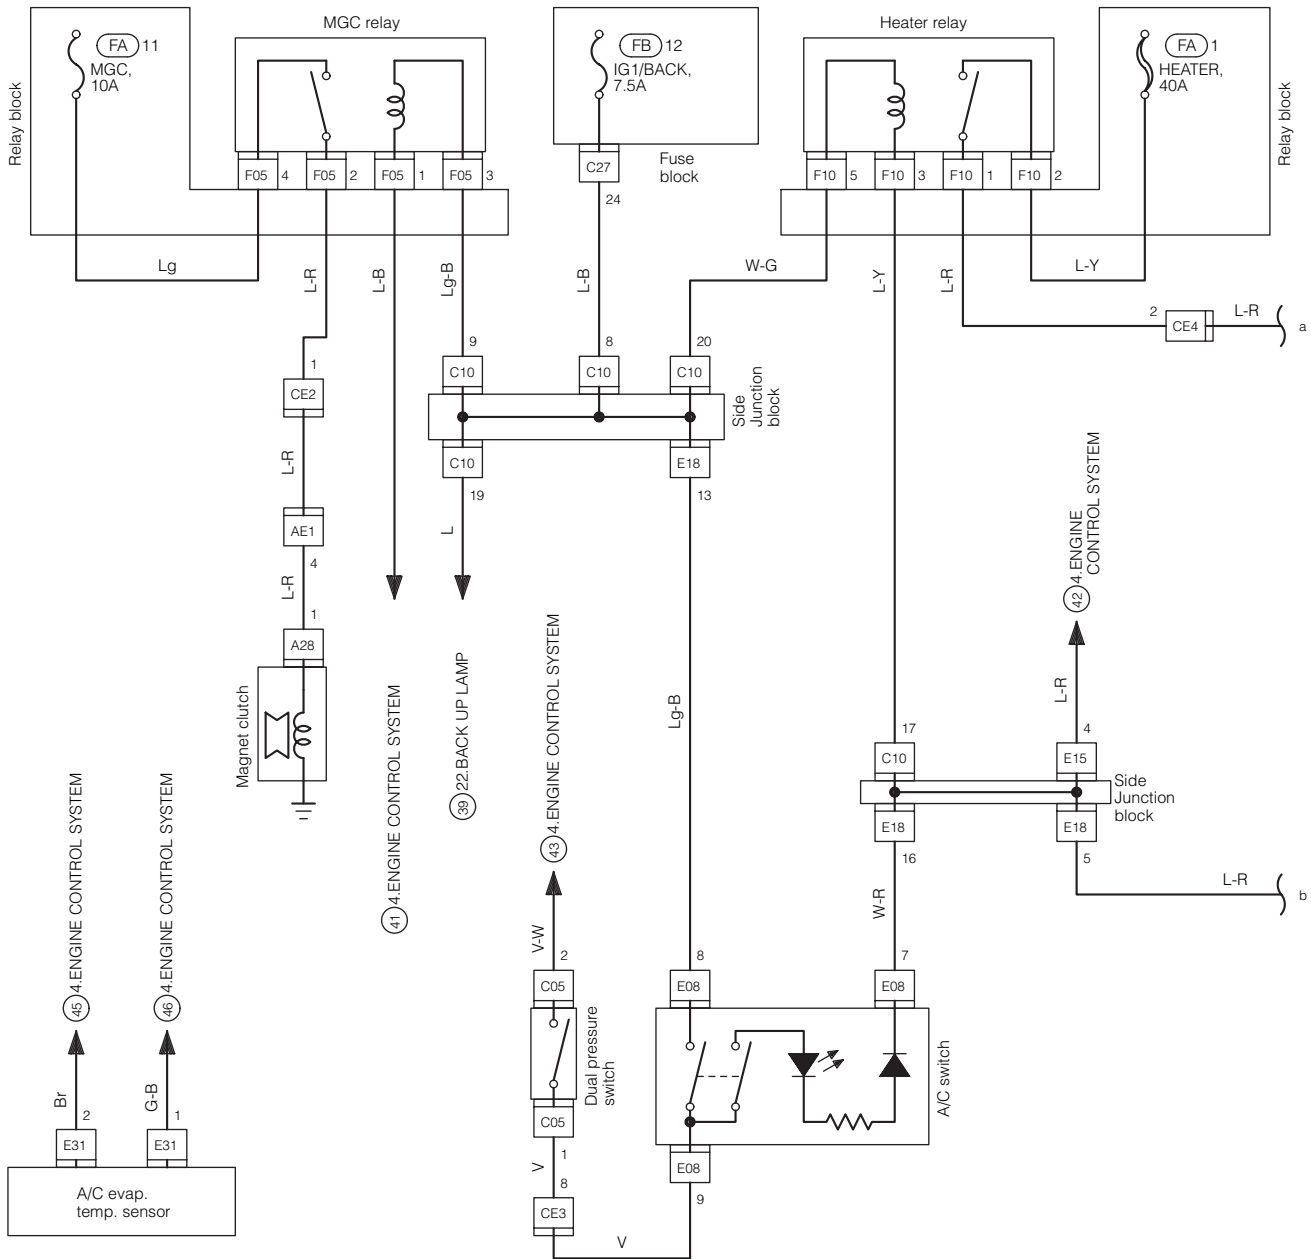 MGC relay
Heater relay
FA 11
MGC,
10A
FB 12
IG1/BACK,
7.5A
FA 1
HEATER,
40A
Relay block
Relay block
Fuse
block
F05 4
F05 2
F05 1
F05 3
C27
24
F10 5
F10 3
F10 1
F10 2
Lg
L-R
L-B
Lg-B
L-B
W-G
L-Y
L-R
L-Y
2
CE4
L-R
a
9
8
20
C10
C10
C10
Side
Junction
block
C10
E18
19
13
1
CE2
L-R
AE1
4
L-R
1
A28
Magnet clutch
L
41 4.ENGINE CONTROL SYSTEM
39 22.BACK UP LAMP
43 4.ENGINE CONTROL SYSTEM
Lg-B
42 4.ENGINE
CONTROL SYSTEM
L-R
17
4
C10
E15
Side
Junction
block
E18
E18
16
5
W-R
L-R
b
45 4.ENGINE CONTROL SYSTEM
46 4.ENGINE CONTROL SYSTEM
V-W
2
8
7
C05
E08
E08
Dual pressure
switch
A/C switch
C05
E08
1
9
V
8
CE3
V
Br
2
G-B
1
E31
E31
A/C evap.
temp. sensor